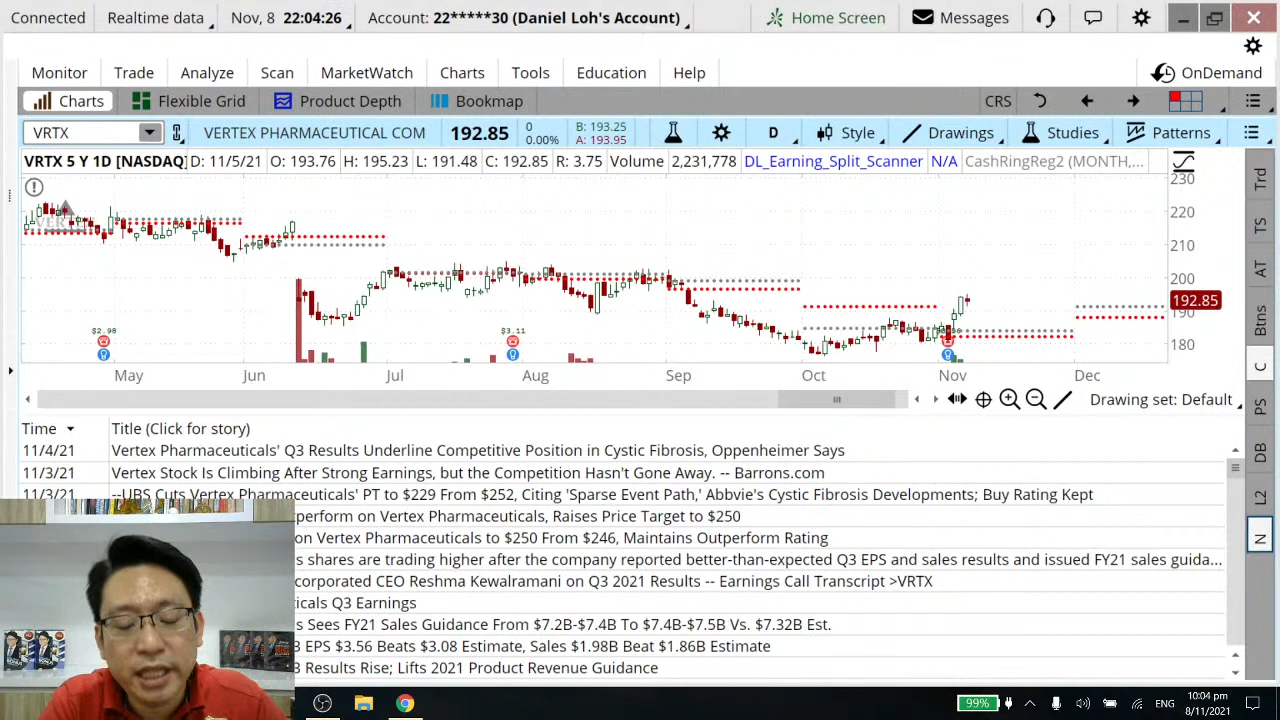 Connected Realtime data Nov, 8 22:04:26 Account: 22*****30 (Daniel Loh's Account) Home Screen Messages
Monitor Trade Analyze Scan MarketWatch Charts Tools Education Help OnDemand
Charts Flexible Grid Product Depth Bookmap CRS
VRTX VERTEX PHARMACEUTICAL COM 192.85 0 B: 193.25 D Style Drawings Studies Patterns
0.00% A: 193.95
VRTX 5 Y 1D [NASDAQ] D: 11/5/21 O: 193.76 H: 195.23 L: 191.48 C: 192.85 R: 3.75 Volume 2,231,778 DL_Earning_Split_Scanner N/A CashRingReg2 (MONTH,...
230
220
210
200
192.85
190
180
$2.98 $3.11
May Jun Jul Aug Sep Oct Nov Dec
Drawing set: Default
Trd
TS
AT
Btns
C
PS
DB
L2
N
Time Title (Click for story)
11/4/21 Vertex Pharmaceuticals' Q3 Results Underline Competitive Position in Cystic Fibrosis, Oppenheimer Says
11/3/21 Vertex Stock Is Climbing After Strong Earnings, but the Competition Hasn't Gone Away. -- Barrons.com
11/3/21 --UBS Cuts Vertex Pharmaceuticals' PT to $229 From $252, Citing 'Sparse Event Path,' Abbvie's Cystic Fibrosis Developments; Buy Rating Kept
perform on Vertex Pharmaceuticals, Raises Price Target to $250
on Vertex Pharmaceuticals to $250 From $246, Maintains Outperform Rating
s shares are trading higher after the company reported better-than-expected Q3 EPS and sales results and issued FY21 sales guida...
corporated CEO Reshma Kewalramani on Q3 2021 Results -- Earnings Call Transcript >VRTX
ticals Q3 Earnings
s Sees FY21 Sales Guidance From $7.2B-$7.4B To $7.4B-$7.5B Vs. $7.32B Est.
3 EPS $3.56 Beats $3.08 Estimate, Sales $1.98B Beat $1.86B Estimate
3 Results Rise; Lifts 2021 Product Revenue Guidance
99% ENG 10:04 pm
8/11/2021